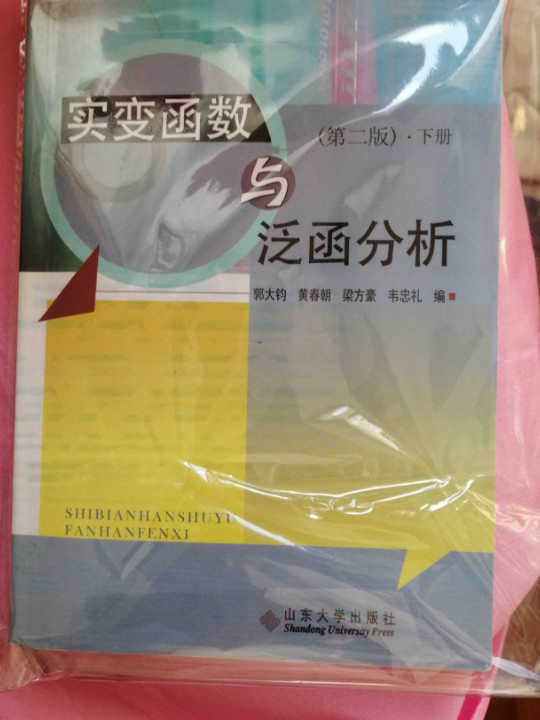 实变函数
(第二版)·下册
与
泛函分析
郭大钧 黄春朝 梁方豪 韦忠礼 编
SHIBIANHANSHUYU
FANHANFENXI
山东大学出版社
Shandong University Press